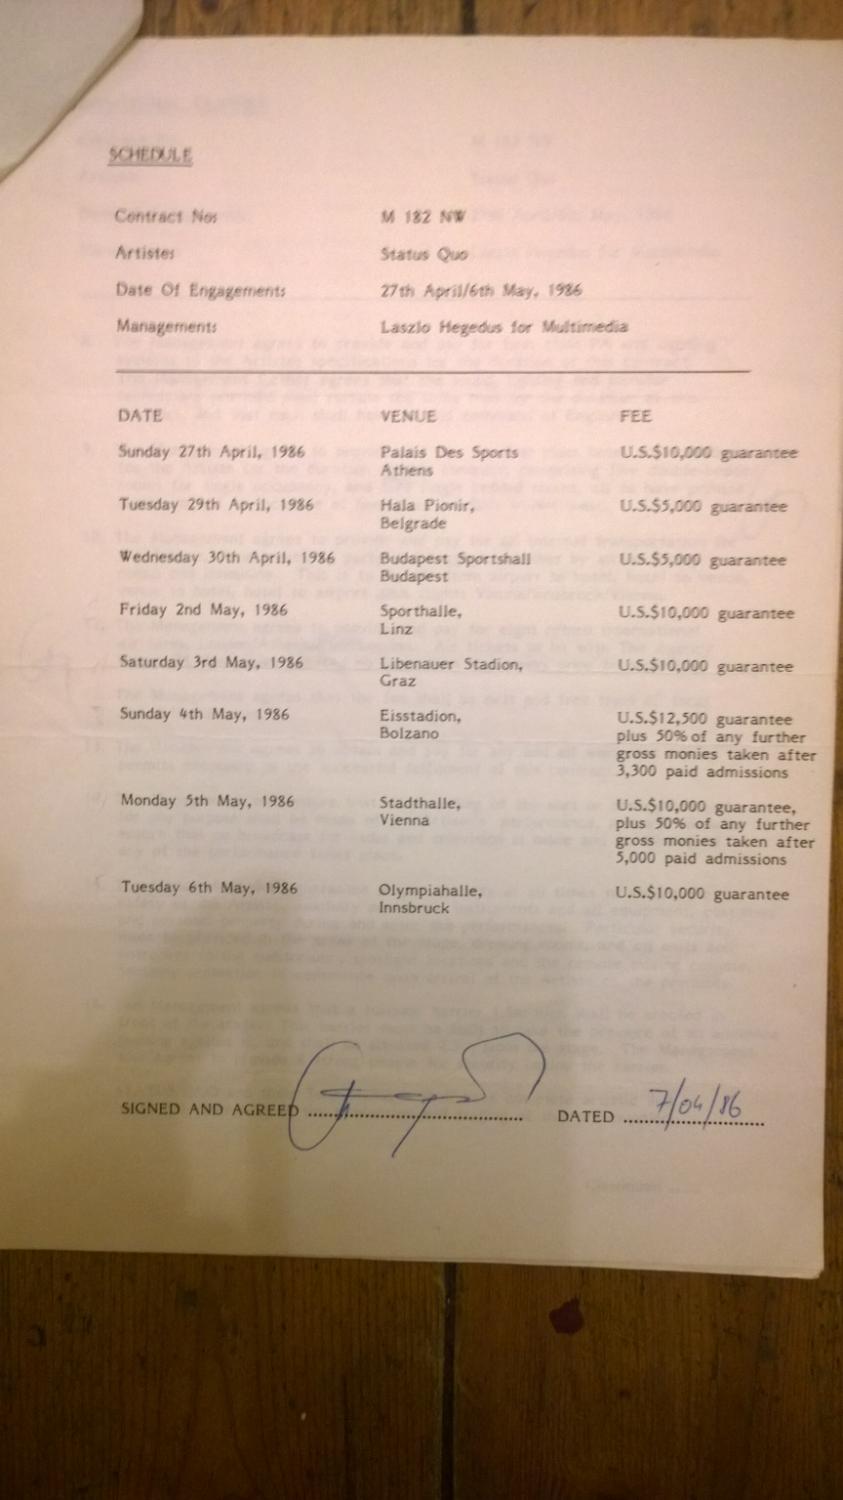 SCHEDULE
Contract No: M 182 NW
Artiste: Status Quo
Date Of Engagement: 27th April/6th May, 1986
Management: Laszlo Hegedus for Multimedia
DATE VENUE FEE
Sunday 27th April, 1986 Palais Des Sports U.S.$10,000 guarantee
Athens
Tuesday 29th April, 1986 Hala Pionir, U.S.$5,000 guarantee
Belgrade
Wednesday 30th April, 1986 Budapest Sportshall U.S.$5,000 guarantee
Budapest
Friday 2nd May, 1986 Sporthalle, U.S.$10,000 guarantee
Linz
Saturday 3rd May, 1986 Libenauer Stadion, U.S.$10,000 guarantee
Graz
Sunday 4th May, 1986 Eisstadion, U.S.$12,500 guarantee
Bolzano plus 50% of any further
gross monies taken after
3,300 paid admissions
Monday 5th May, 1986 Stadthalle, U.S.$10,000 guarantee,
Vienna plus 50% of any further
gross monies taken after
5,000 paid admissions
Tuesday 6th May, 1986 Olympiahalle, U.S.$10,000 guarantee
Innsbruck
SIGNED AND AGREED DATED 7/04/86